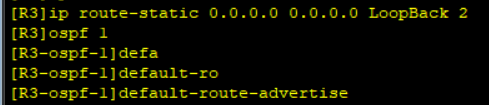 [R3]ip route-static 0.0.0.0 0.0.0.0 LoopBack 2
[R3]ospf 1
[R3-ospf-1]defa
[R3-ospf-1]default-ro
[R3-ospf-1]default-route-advertise